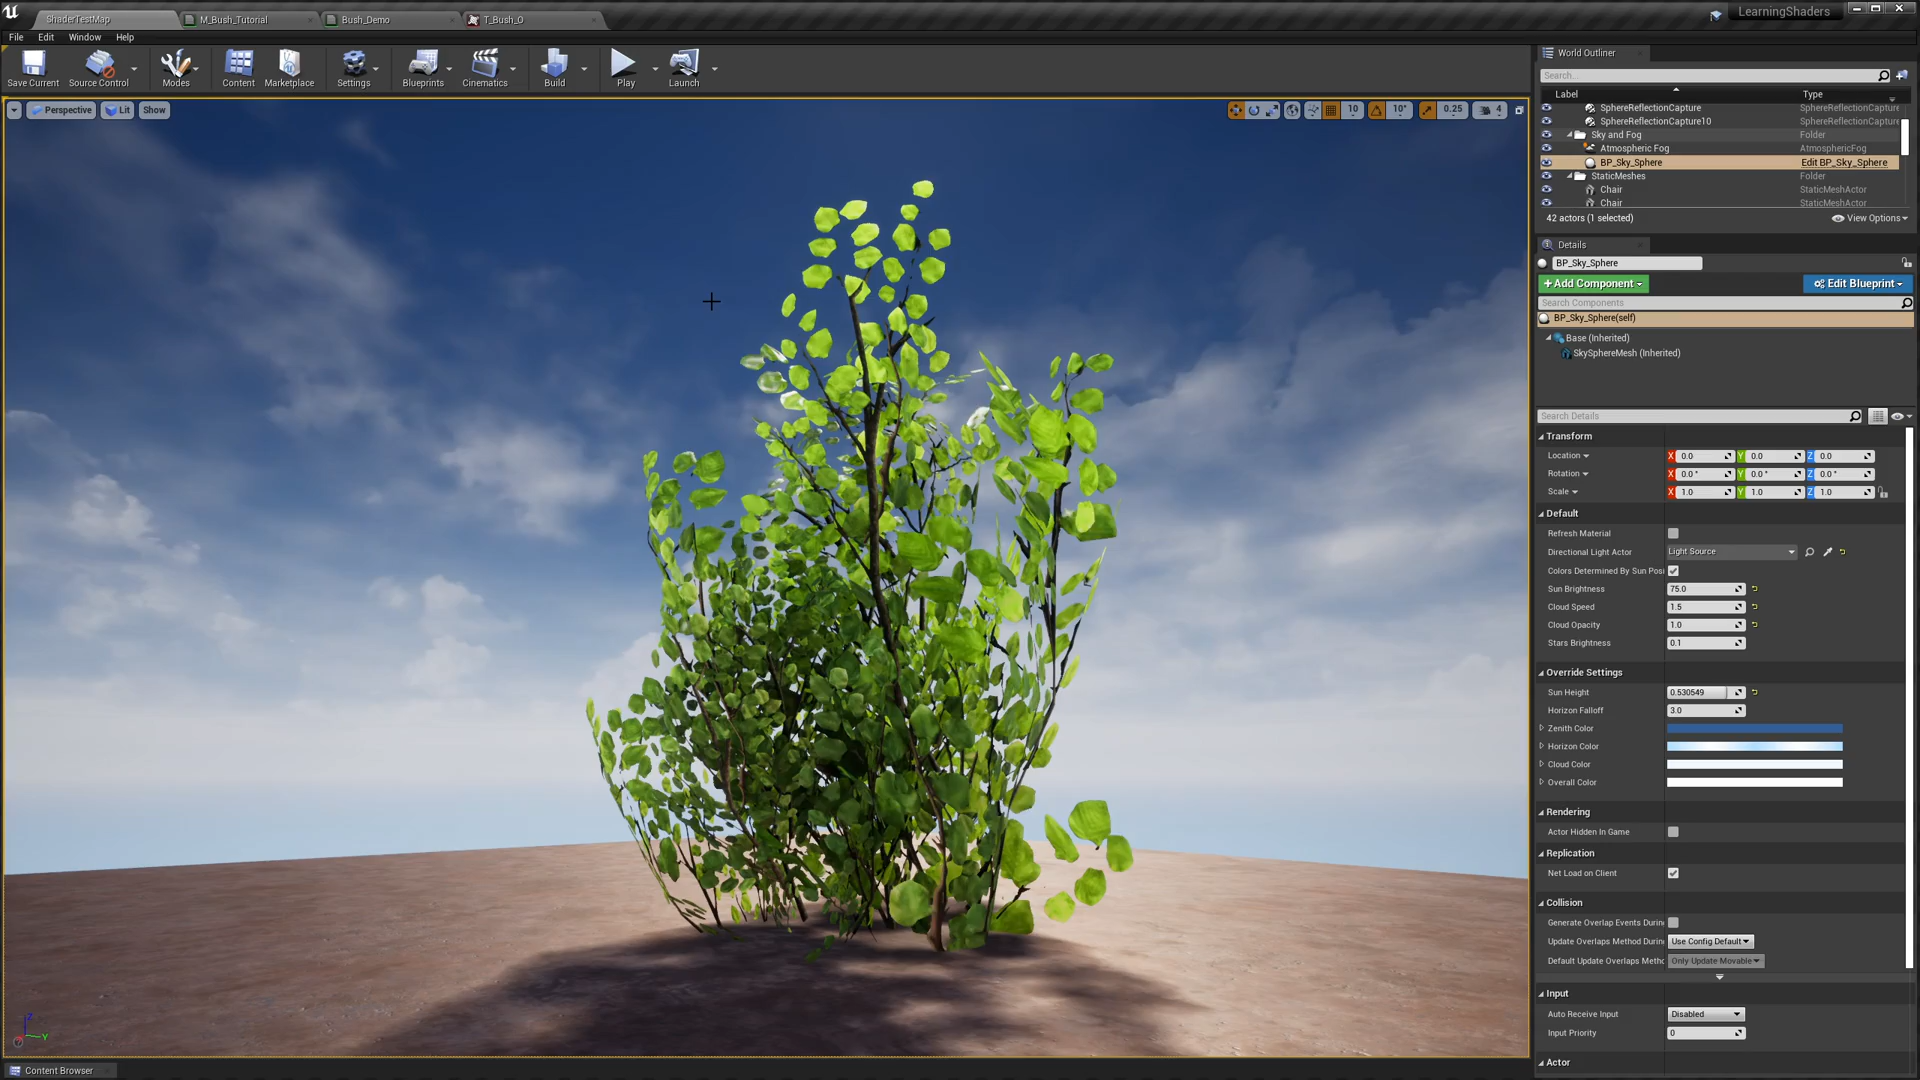 ShaderTestMap
M_Bush_Tutorial
Bush_Demo
T_Bush_O
LearningShaders
File Edit Window Help
Save Current
Source Control
Modes
Content
Marketplace
Settings
Blueprints
Cinematics
Build
Play
Launch
Perspective
Lit
Show
10
10°
0.25
4
World Outliner
Search...
Label Type
SphereReflectionCapture SphereReflectionCapture
SphereReflectionCapture10 SphereReflectionCapture
Sky and Fog Folder
Atmospheric Fog AtmosphericFog
BP_Sky_Sphere Edit BP_Sky_Sphere
StaticMeshes Folder
Chair StaticMeshActor
Chair StaticMeshActor
42 actors (1 selected) View Options
Details
BP_Sky_Sphere
+Add Component Edit Blueprint
Search Components
BP_Sky_Sphere(self)
Base (Inherited)
SkySphereMesh (Inherited)
Search Details
Transform
Location X 0.0 Y 0.0 Z 0.0
Rotation X 0.0 ° Y 0.0 ° Z 0.0 °
Scale X 1.0 Y 1.0 Z 1.0
Default
Refresh Material
Directional Light Actor Light Source
Colors Determined By Sun Posi
Sun Brightness 75.0
Cloud Speed 1.5
Cloud Opacity 1.0
Stars Brightness 0.1
Override Settings
Sun Height 0.530549
Horizon Falloff 3.0
Zenith Color
Horizon Color
Cloud Color
Overall Color
Rendering
Actor Hidden In Game
Replication
Net Load on Client
Collision
Generate Overlap Events Durin
Update Overlaps Method Durin Use Config Default
Default Update Overlaps Metho Only Update Movable
Input
Auto Receive Input Disabled
Input Priority 0
Actor
Z
Y
Content Browser